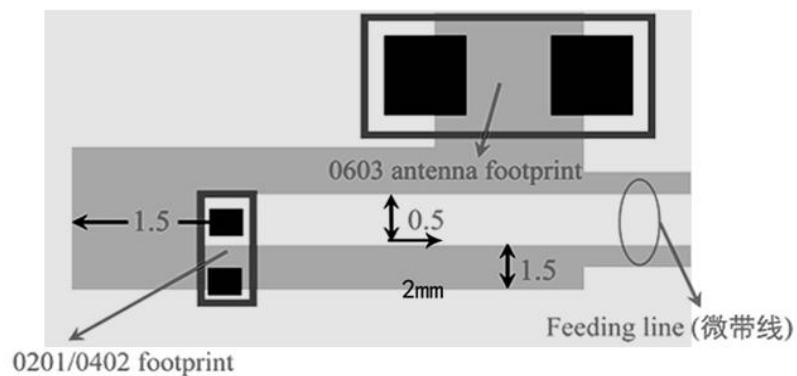 0603 antenna footprint
1.5
0.5
1.5
2mm
Feeding line (微带线)
0201/0402 footprint